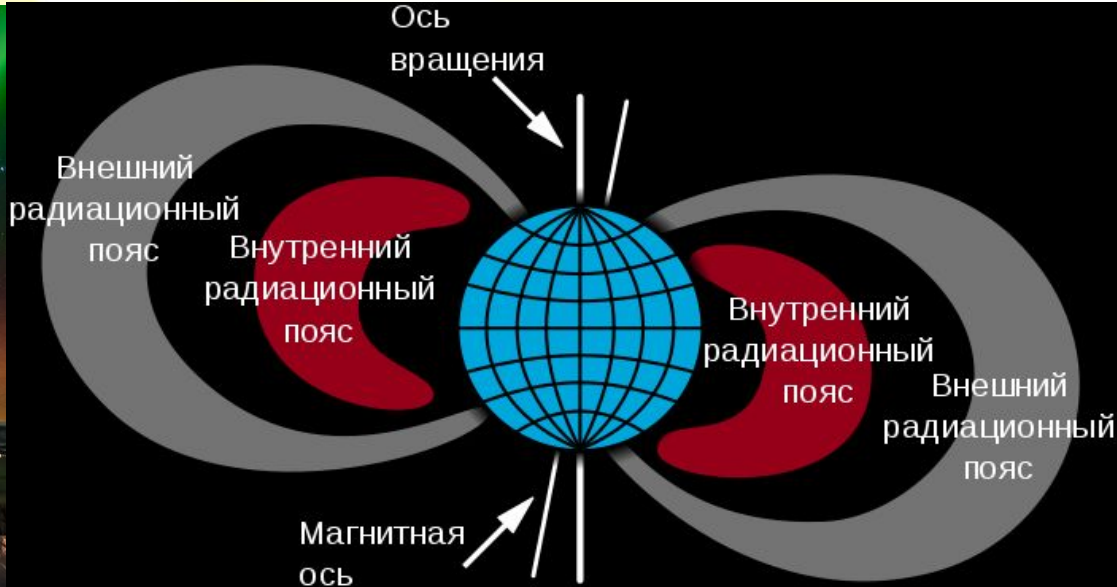 Ось
вращения
Внешний
радиационный
пояс
Внутренний
радиационный
пояс
Внутренний
радиационный
пояс
Внешний
радиационный
пояс
Магнитная
ось